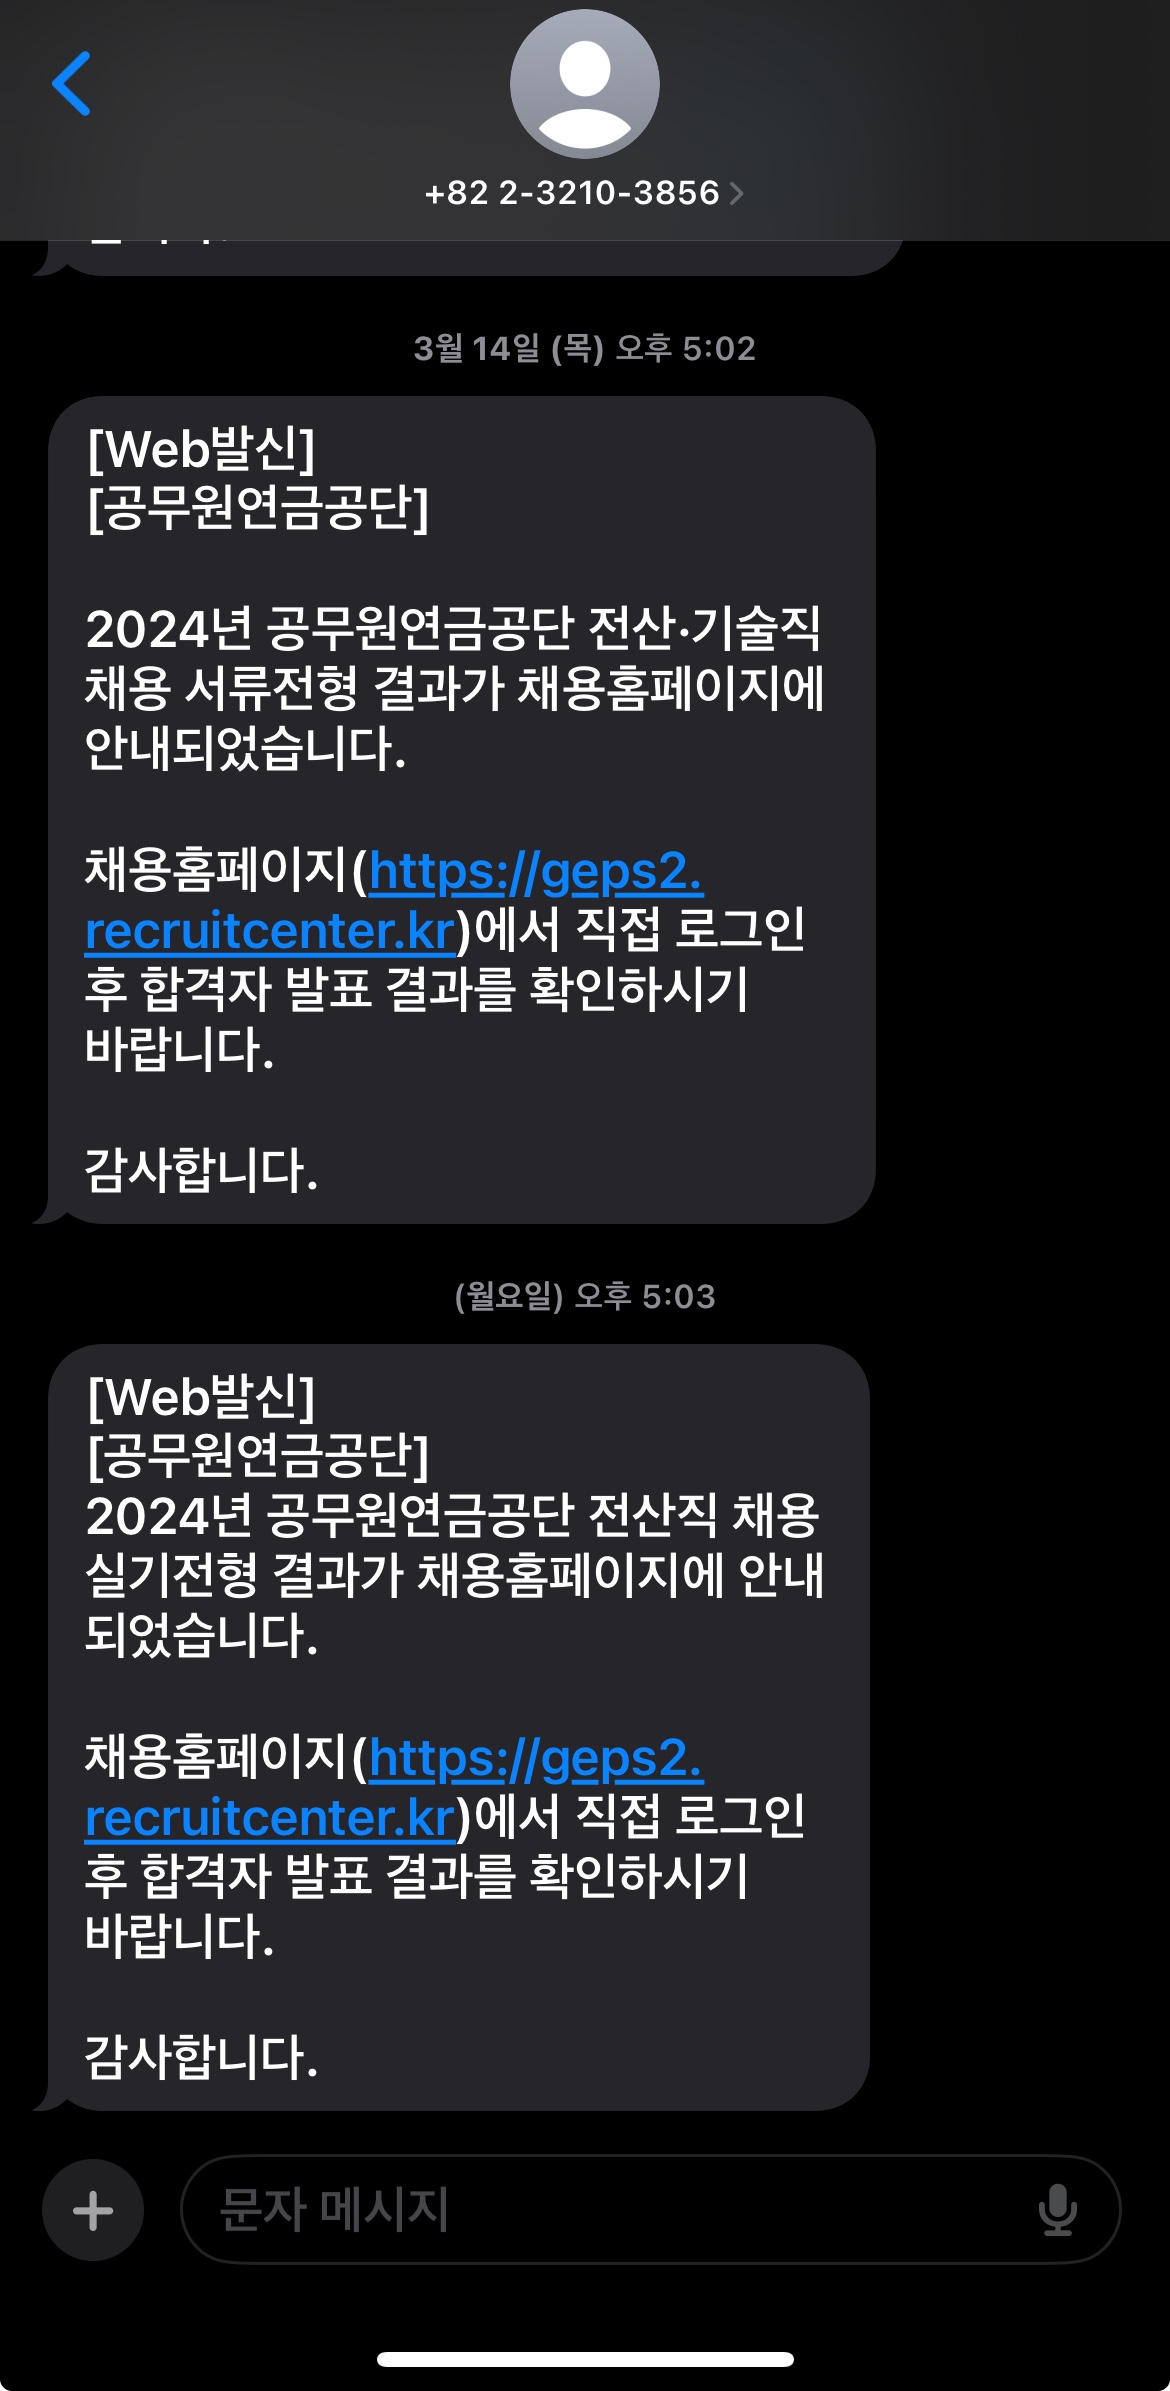 +82 2-3210-3856
3월 14일 (목) 오후 5:02
[Web발신]
[공무원연금공단]
2024년 공무원연금공단 전산·기술직
채용 서류전형 결과가 채용홈페이지에
안내되었습니다.
채용홈페이지(https://geps2.
recruitcenter.kr)에서 직접 로그인
후 합격자 발표 결과를 확인하시기
바랍니다.
감사합니다.
(월요일) 오후 5:03
[Web발신]
[공무원연금공단]
2024년 공무원연금공단 전산직 채용
실기전형 결과가 채용홈페이지에 안내
되었습니다.
채용홈페이지(https://geps2.
recruitcenter.kr)에서 직접 로그인
후 합격자 발표 결과를 확인하시기
바랍니다.
감사합니다.
문자 메시지